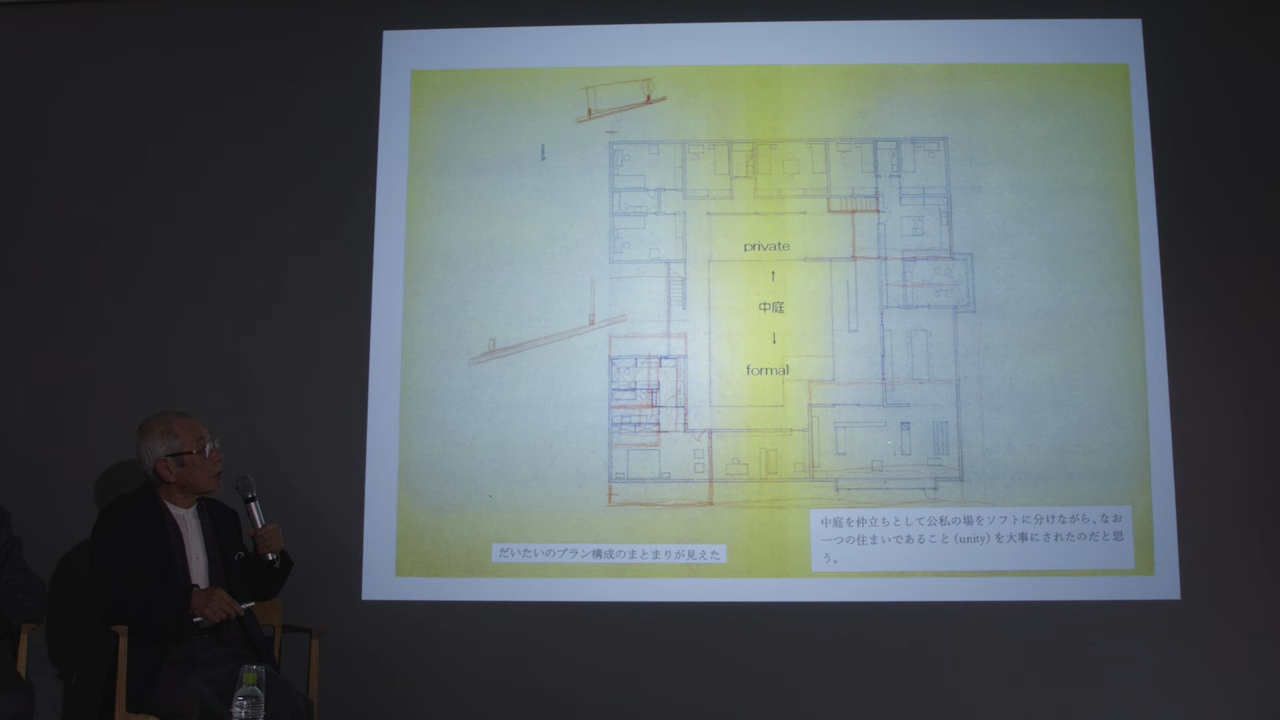 private
↑
中庭
↓
formal
だいたいのプラン構成のまとまりが見えた
中庭を仲立ちとして公私の場をソフトに分けながら、なお
一つの住まいであること (unity) を大事にされたのだと思
う。